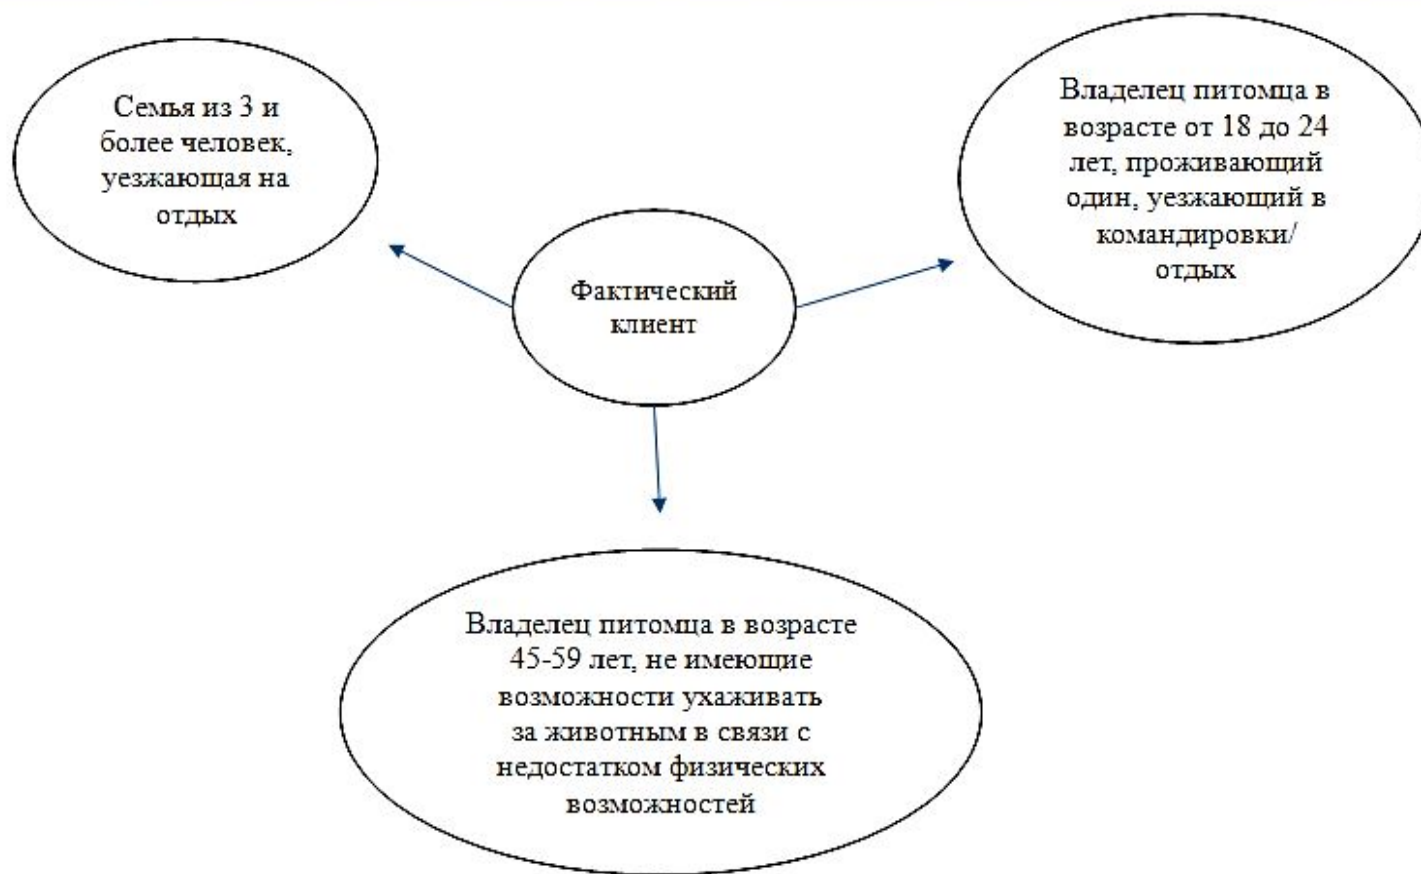 Семья из 3 и
более человек,
уезжающая на
отдых
Владелец питомца в
возрасте от 18 до 24
лет, проживающий
один, уезжающий в
командировки/
отдых
Фактический
клиент
Владелец питомца в возрасте
45-59 лет, не имеющие
возможности ухаживать
за животным в связи с
недостатком физических
возможностей